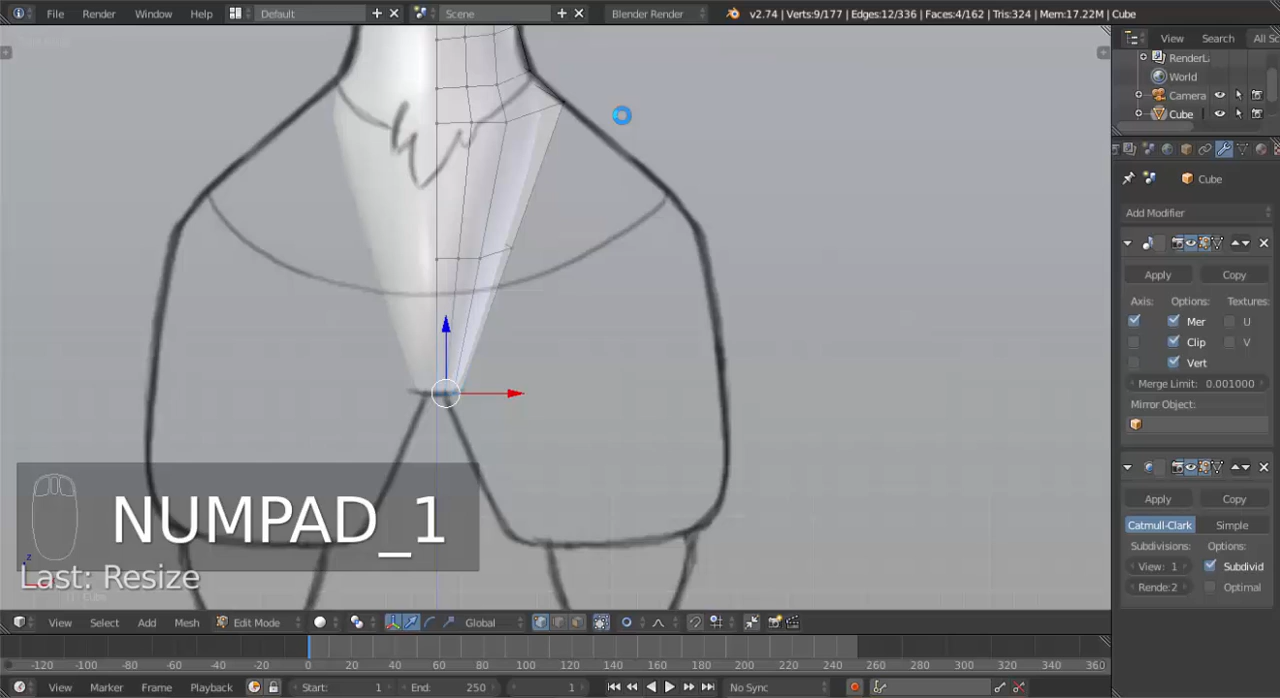 File Render Window Help Default Scene Blender Render v2.74 | Verts:9/177 | Edges:12/336 | Faces:4/162 | Tris:324 | Mem:17.22M | Cube
View Search All Sc
RenderL
World
Camera
Cube
Cube
Add Modifier
Apply Copy
Axis: Options: Textures:
Mer U
Clip V
Vert
Merge Limit: 0.001000
Mirror Object:
Apply Copy
Catmull-Clark Simple
Subdivisions: Options:
View: 1 Subdivid
Rende:2 Optimal
NUMPAD_1
Last: Resize
View Select Add Mesh Edit Mode Global
-120 -100 -80 -60 -40 -20 0 20 40 60 80 100 120 140 160 180 200 220 240 260 280 300 320 340 360
View Marker Frame Playback Start: 1 End: 250 1 No Sync